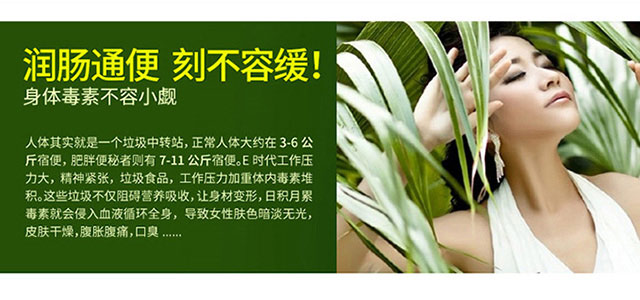 润肠通便 刻不容缓！
身体毒素不容小觑
人体其实就是一个垃圾中转站，正常人体大约在 3-6 公
斤宿便，肥胖便秘者则有 7-11 公斤宿便。E 时代工作压
力大，精神紧张，垃圾食品，工作压力加重体内毒素堆
积。这些垃圾不仅阻碍营养吸收，让身材变形，日积月累
毒素就会侵入血液循环全身，导致女性肤色暗淡无光，
皮肤干燥，腹胀腹痛，口臭 ......